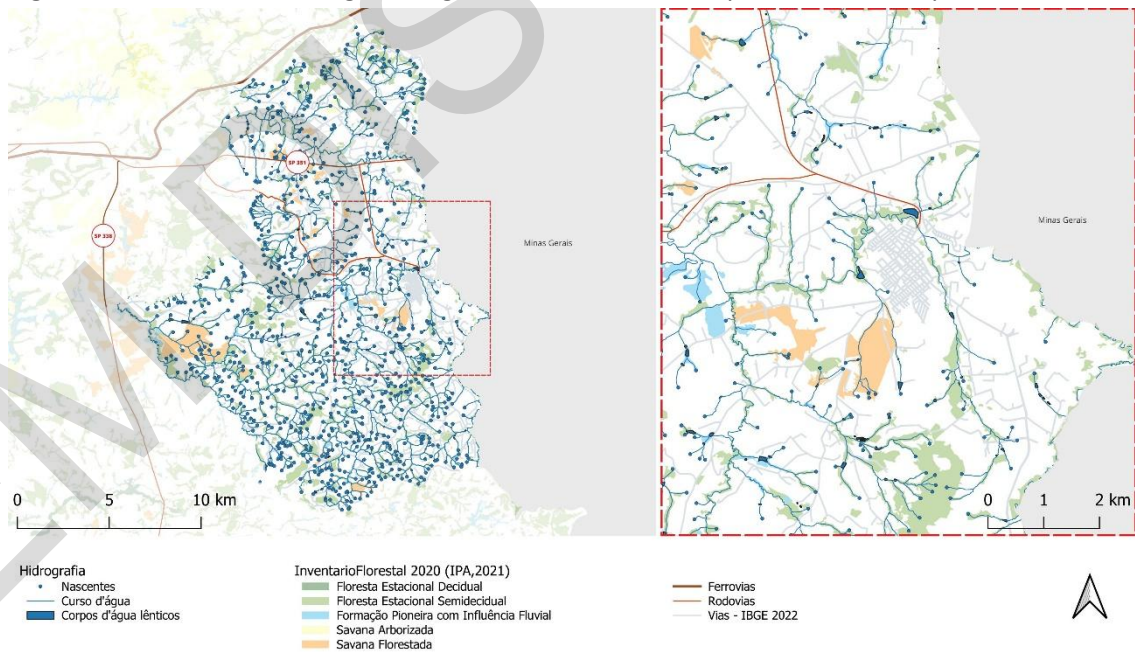 SP 351
SP 338
Minas Gerais
0 5 10 km
Minas Gerais
0 1 2 km
Hidrografia
Nascentes
Curso d'água
Corpos d'água lênticos
InventarioFlorestal 2020 (IPA,2021)
Floresta Estacional Decidual
Floresta Estacional Semidecidual
Formação Pioneira com Influência Fluvial
Savana Arborizada
Savana Florestada
Ferrovias
Rodovias
Vias - IBGE 2022